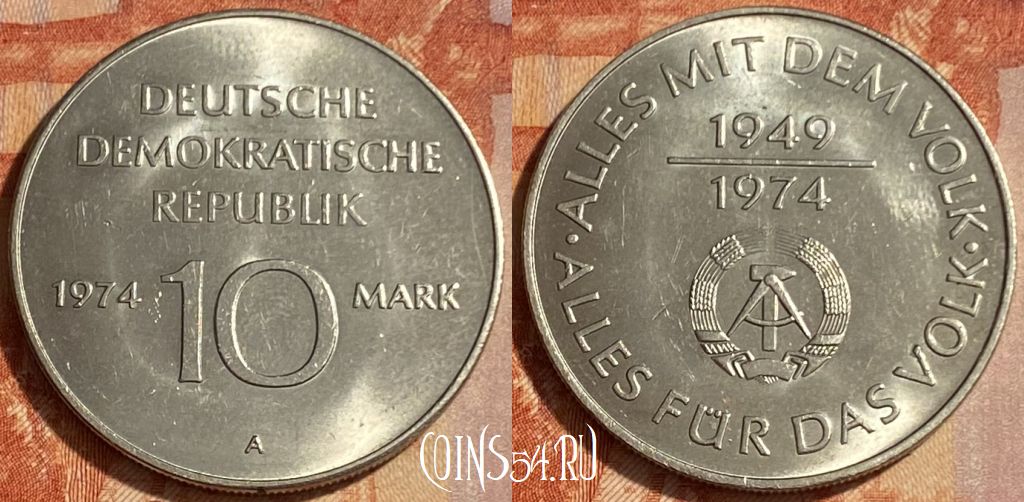 DEUTSCHE
DEMOKRATISCHE
REPUBLIK
1974 10 MARK
A
ALLES MIT DEM VOLK · ALLES FÜR DAS VOLK ·
1949
1974
COINS54.RU